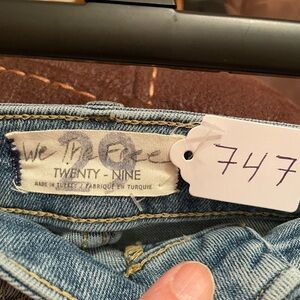 We The Free
TWENTY - NINE
MADE IN TURKEY / FABRIQUÉ EN TURQUIE
747